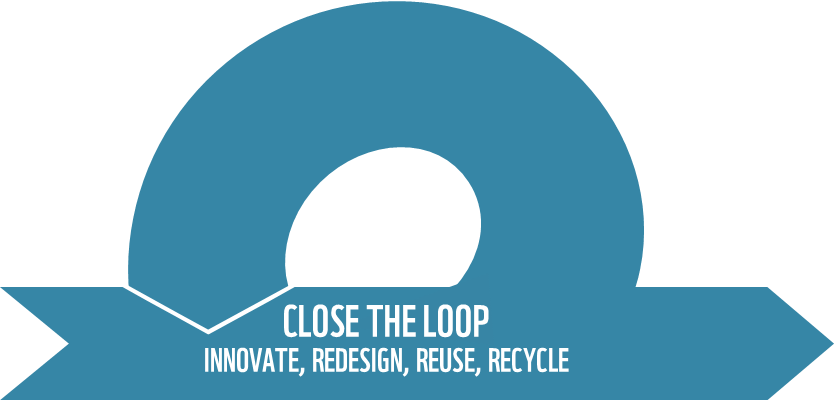 CLOSE THE LOOP
INNOVATE, REDESIGN, REUSE, RECYCLE